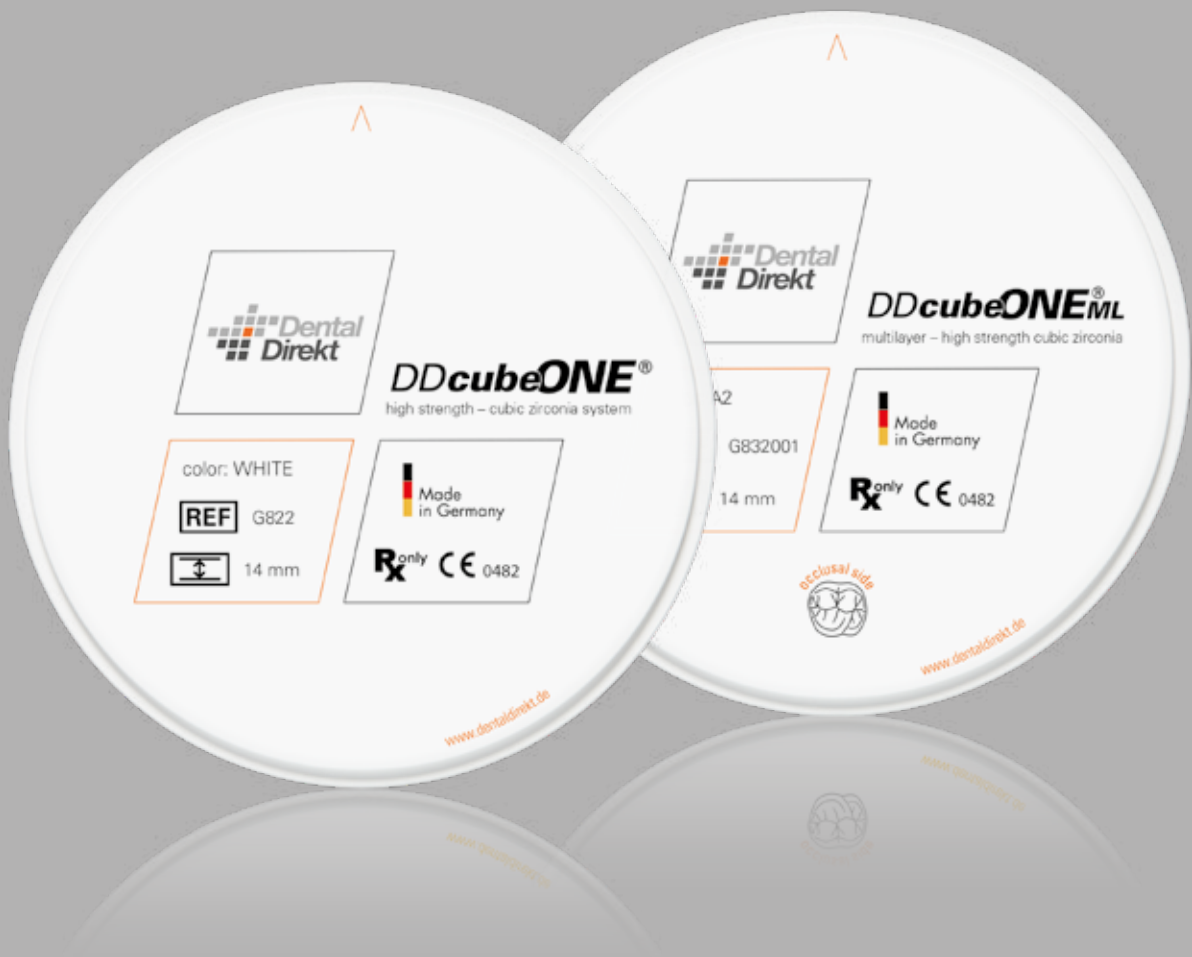 Dental
Direkt
DDcubeONE®
high strength – cubic zirconia system
color: WHITE
REF G822
14 mm
Made
in Germany
Rx only CE 0482
www.dentaldirekt.de
Dental
Direkt
DDcubeONE® ML
multilayer – high strength cubic zirconia
A2
G832001
14 mm
Made
in Germany
Rx only CE 0482
occlusal side
www.dentaldirekt.de